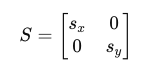 S = [ s_x 0
0 s_y ]